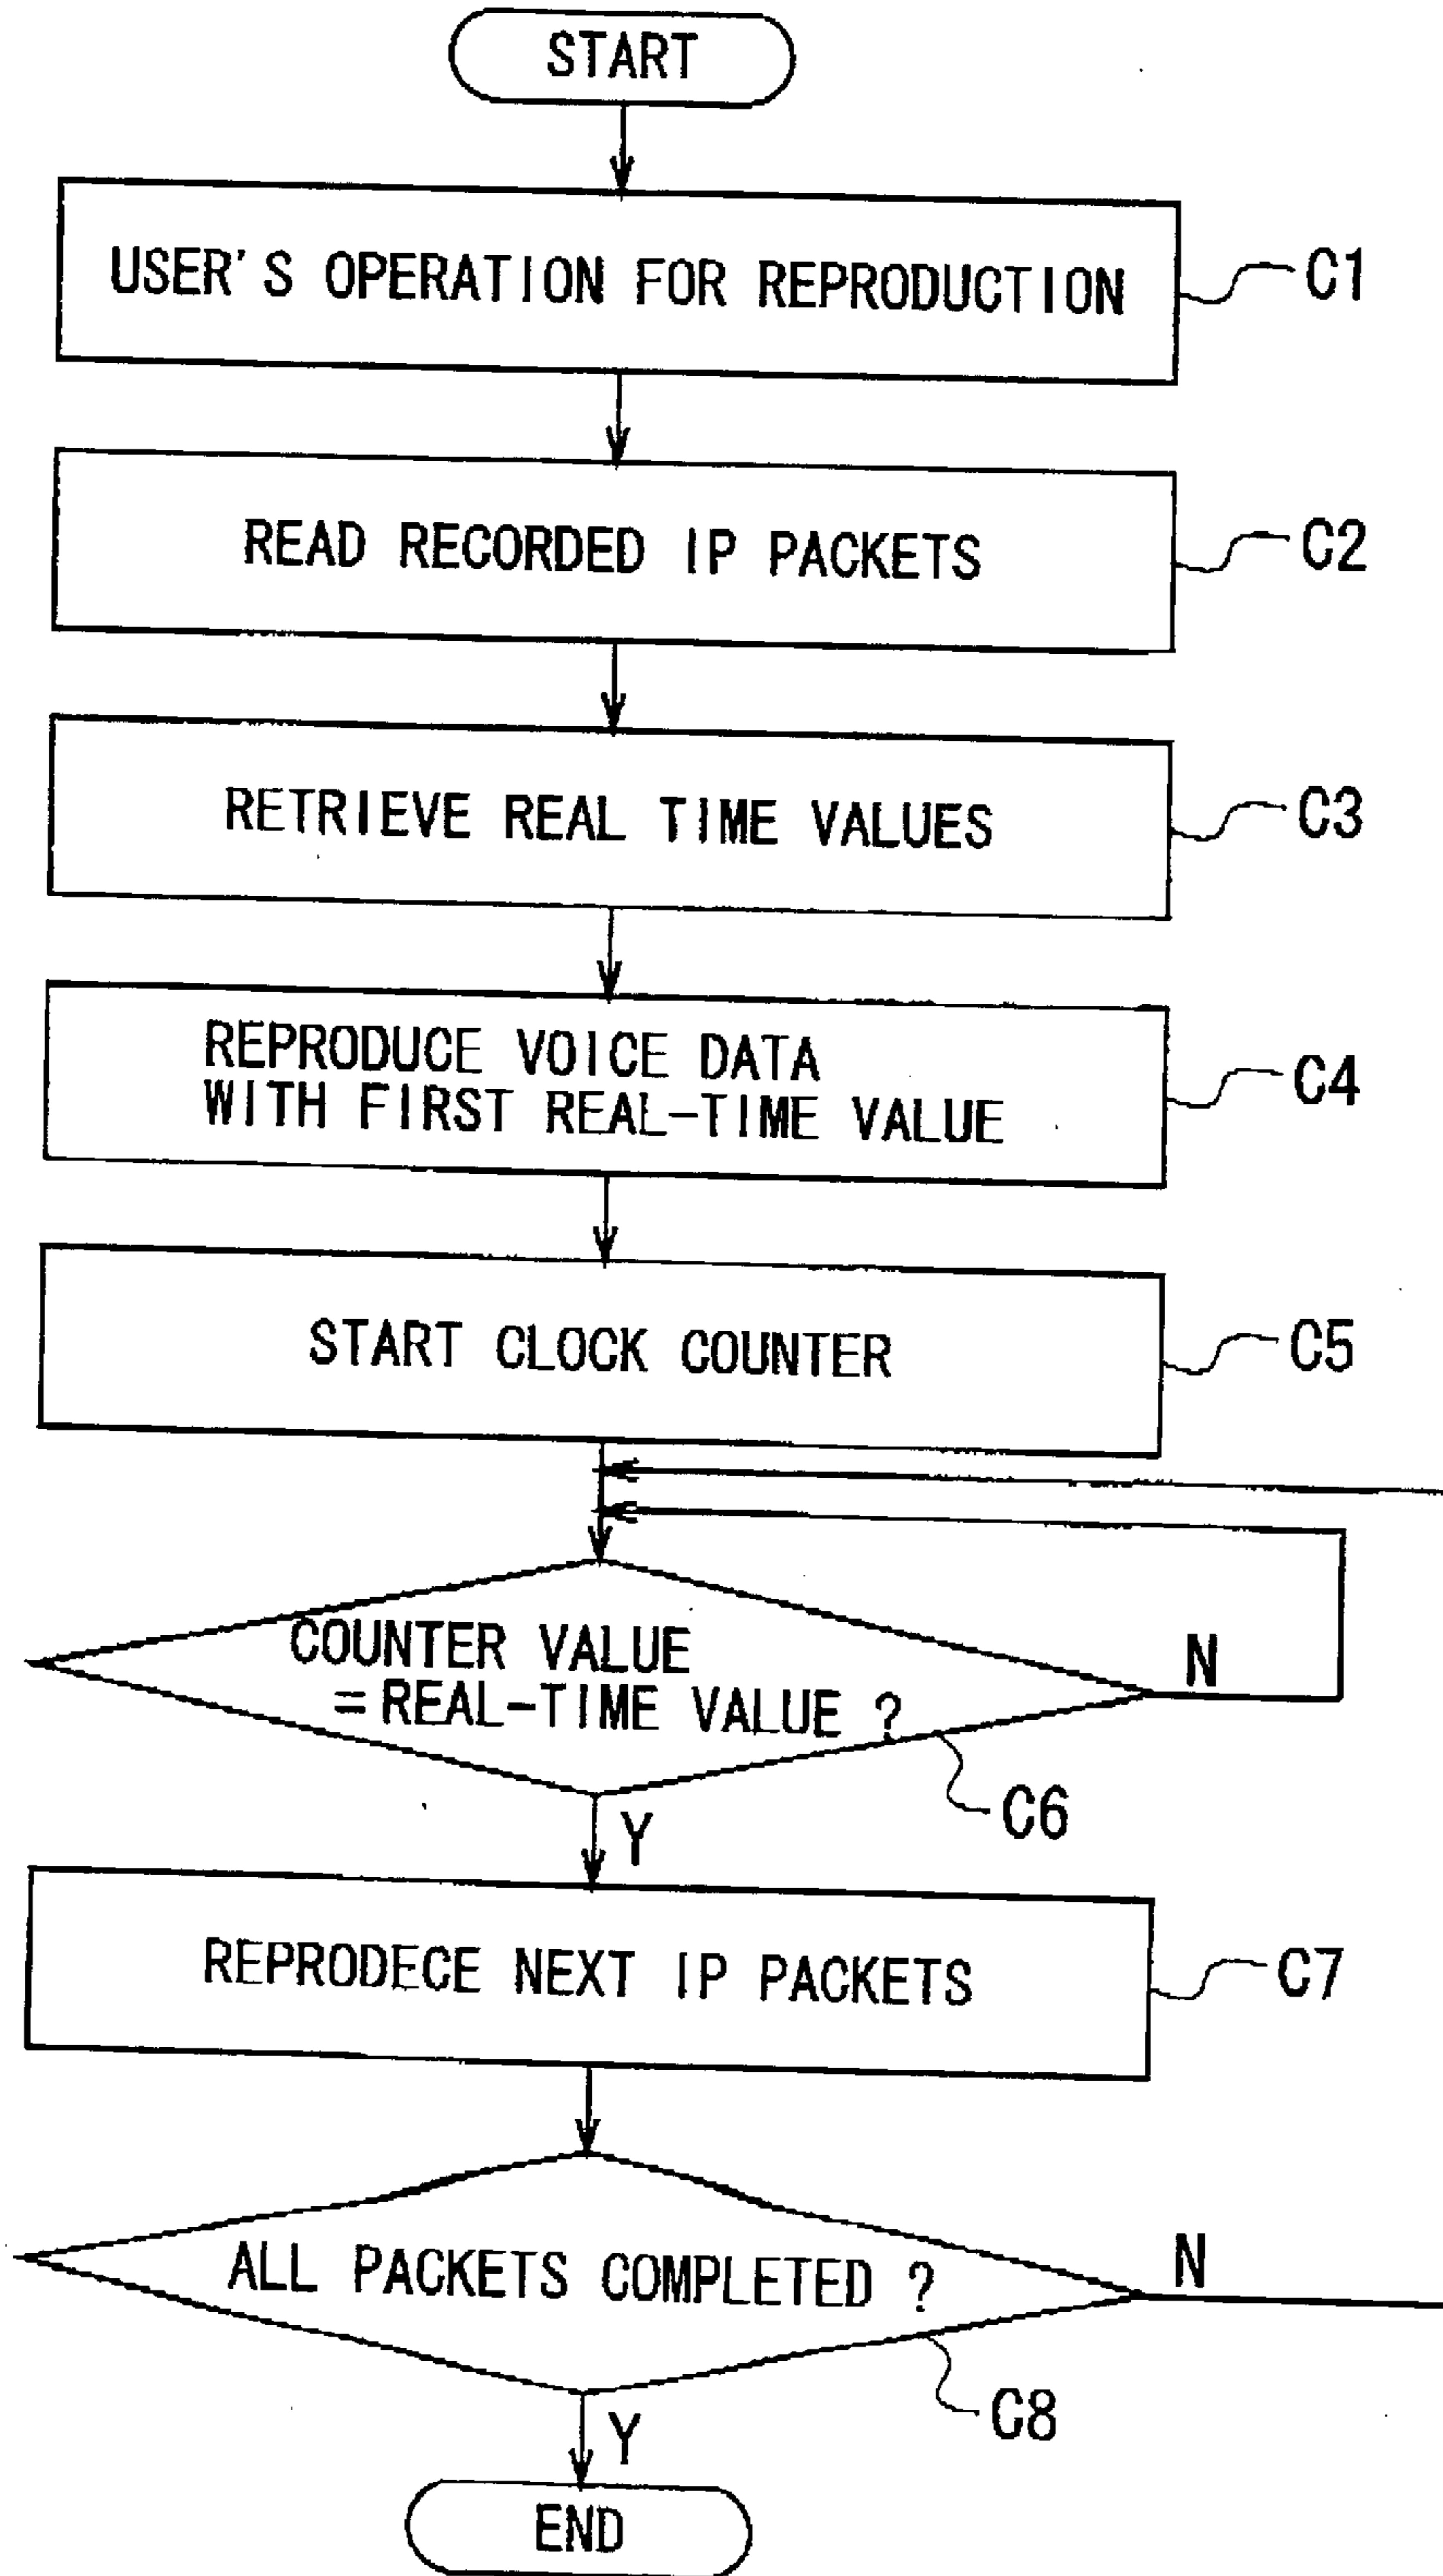 START
USER'S OPERATION FOR REPRODUCTION
C1
READ RECORDED IP PACKETS
C2
RETRIEVE REAL TIME VALUES
C3
REPRODUCE VOICE DATA
WITH FIRST REAL-TIME VALUE
C4
START CLOCK COUNTER
C5
COUNTER VALUE
= REAL-TIME VALUE ?
N
C6
Y
REPRODECE NEXT IP PACKETS
C7
ALL PACKETS COMPLETED ?
N
C8
Y
END